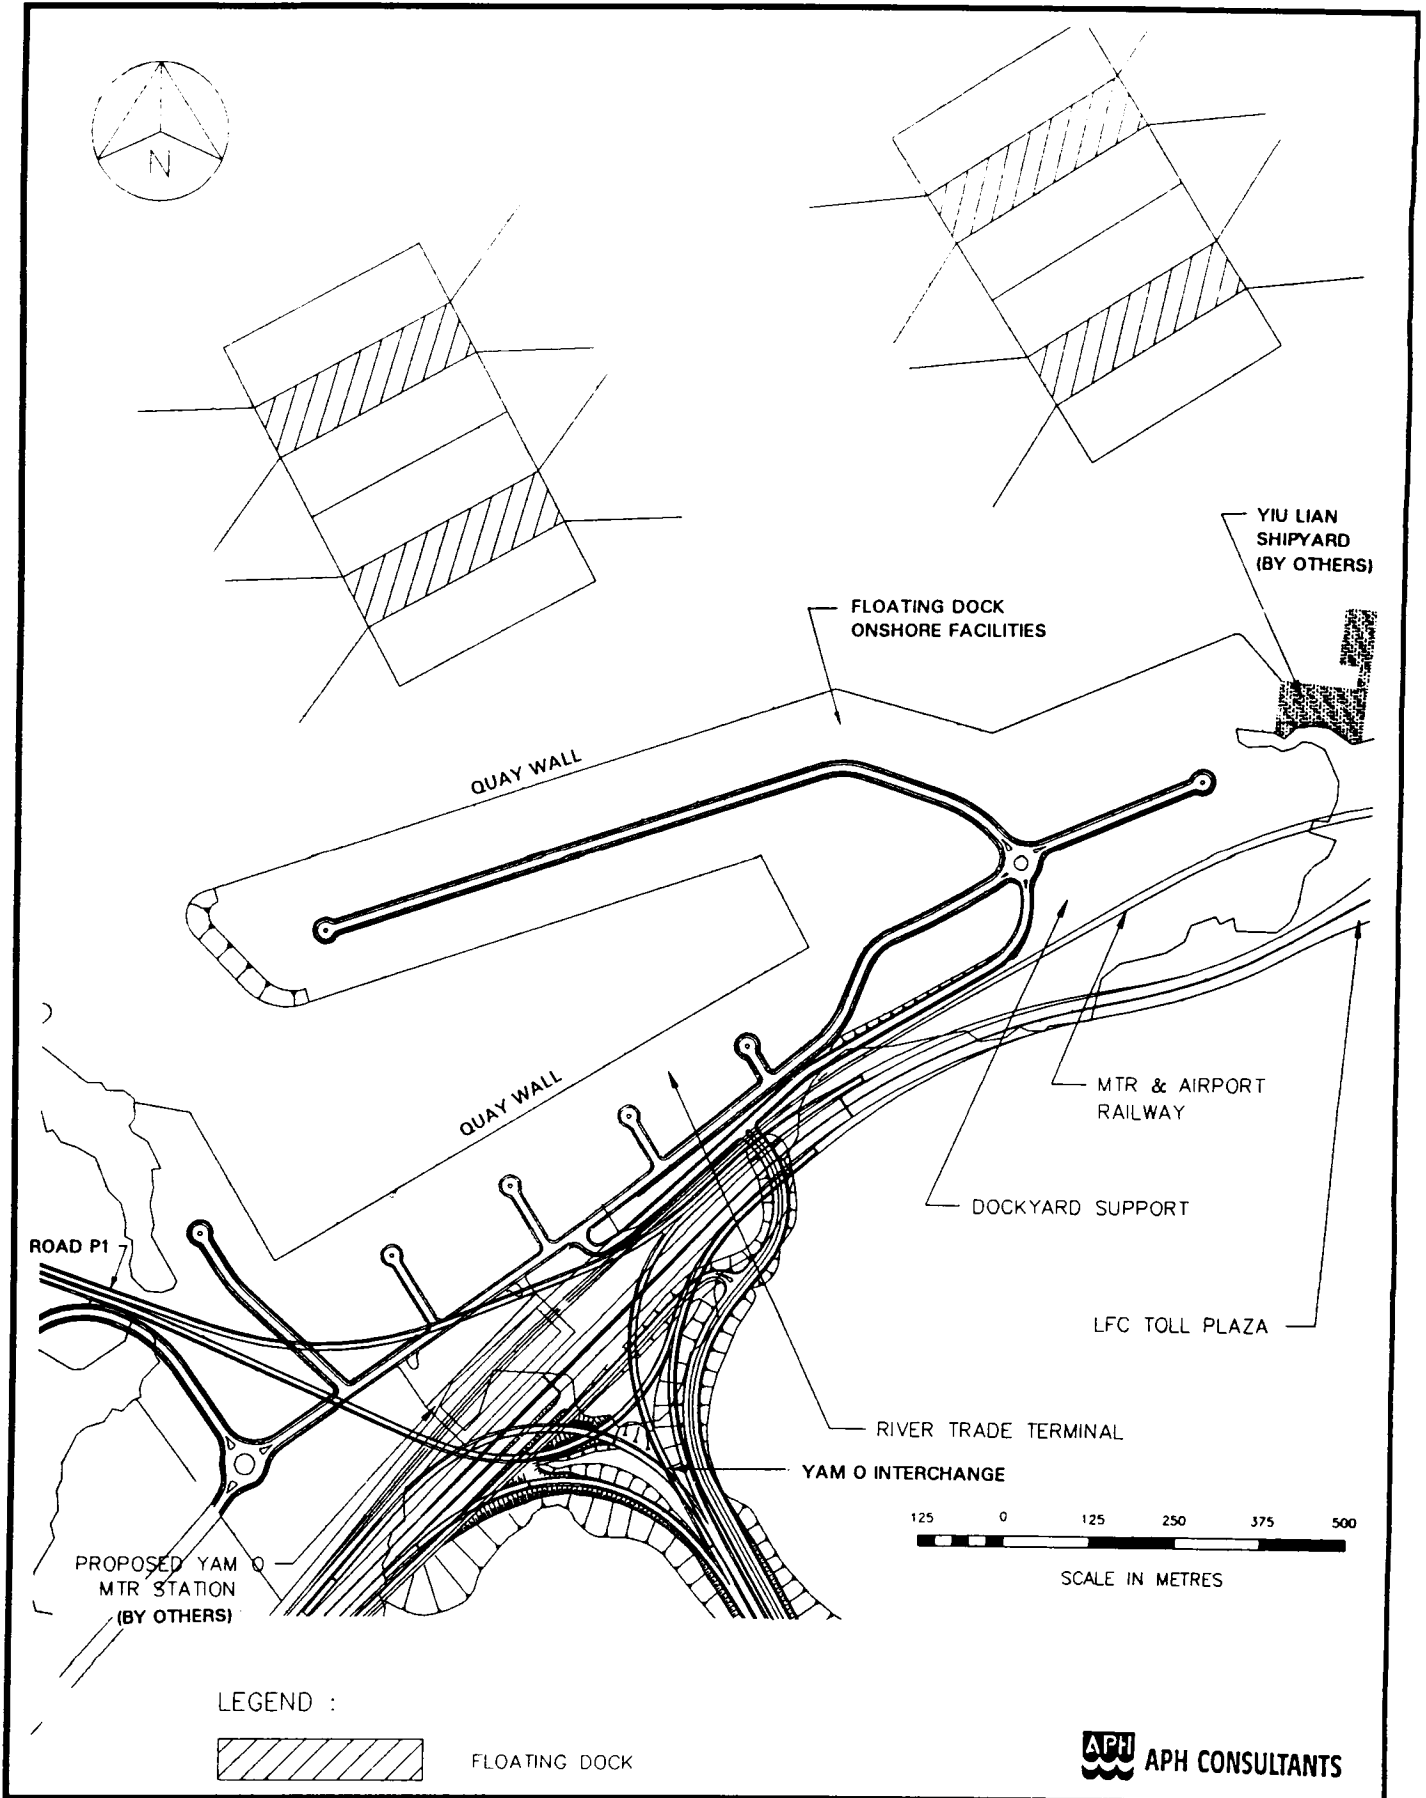 N
YIU LIAN
SHIPYARD
(BY OTHERS)
FLOATING DOCK
ONSHORE FACILITIES
QUAY WALL
QUAY WALL
MTR & AIRPORT
RAILWAY
DOCKYARD SUPPORT
ROAD P1
LFC TOLL PLAZA
RIVER TRADE TERMINAL
YAM O INTERCHANGE
125 0 125 250 375 500
SCALE IN METRES
PROPOSED YAM O
MTR STATION
(BY OTHERS)
LEGEND :
FLOATING DOCK
APH APH CONSULTANTS